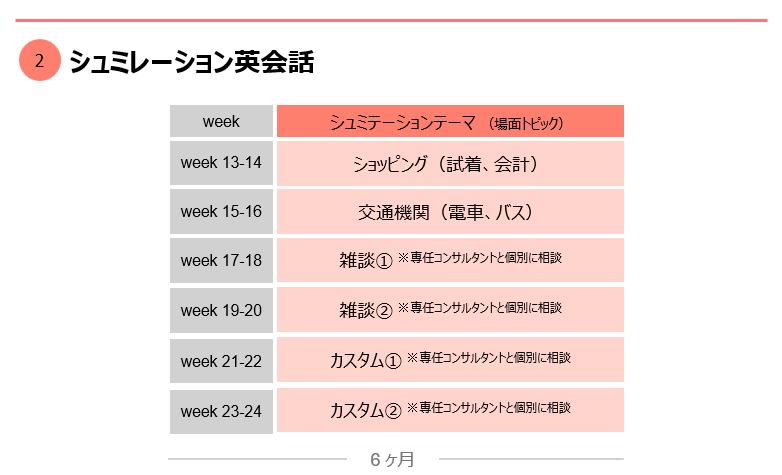 2 シュミレーション英会話
week シュミテーションテーマ （場面トピック）
week 13-14 ショッピング（試着、会計）
week 15-16 交通機関（電車、バス）
week 17-18 雑談① ※専任コンサルタントと個別に相談
week 19-20 雑談② ※専任コンサルタントと個別に相談
week 21-22 カスタム① ※専任コンサルタントと個別に相談
week 23-24 カスタム② ※専任コンサルタントと個別に相談
6 ヶ月